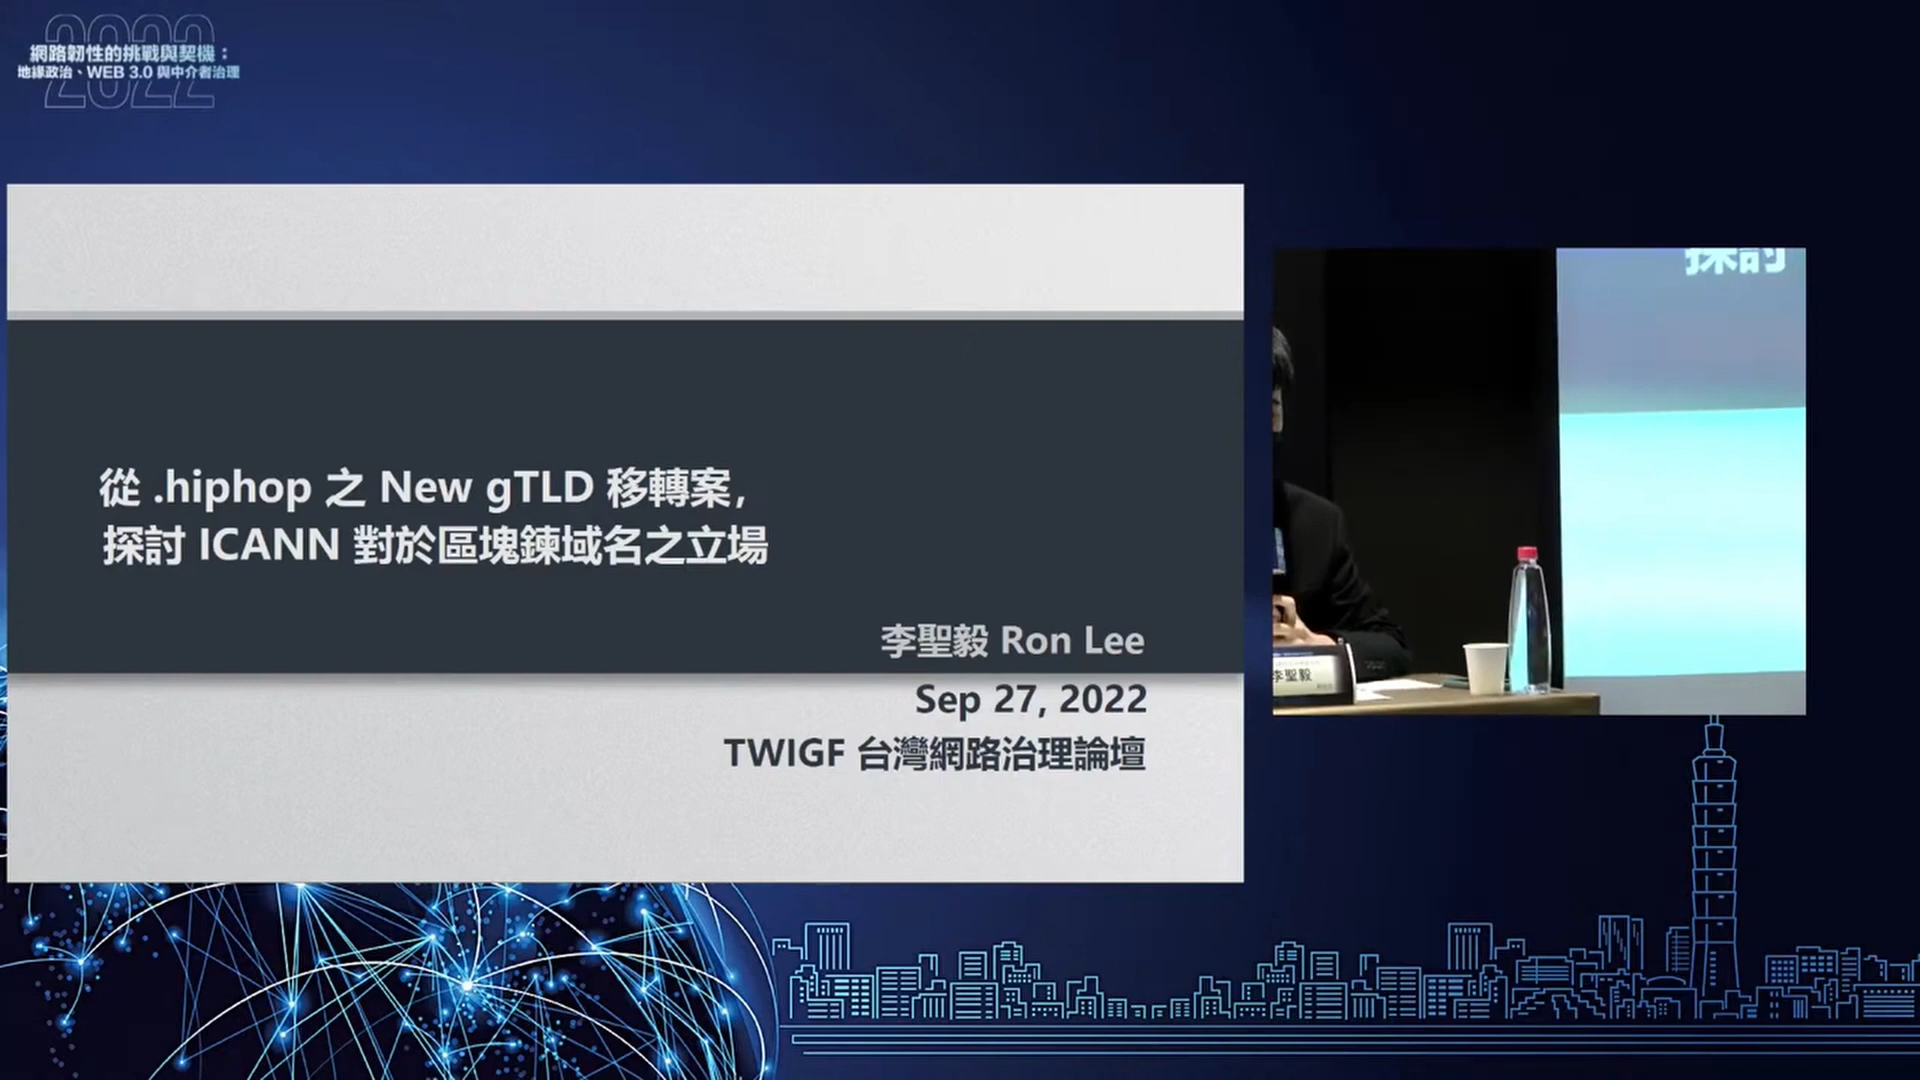 2022
網路韌性的挑戰與契機：
地緣政治、WEB 3.0 與中介者治理
2022
從 .hiphop 之 New gTLD 移轉案，
探討 ICANN 對於區塊鍊域名之立場
李聖毅 Ron Lee
Sep 27, 2022
TWIGF 台灣網路治理論壇
探討
李聖毅